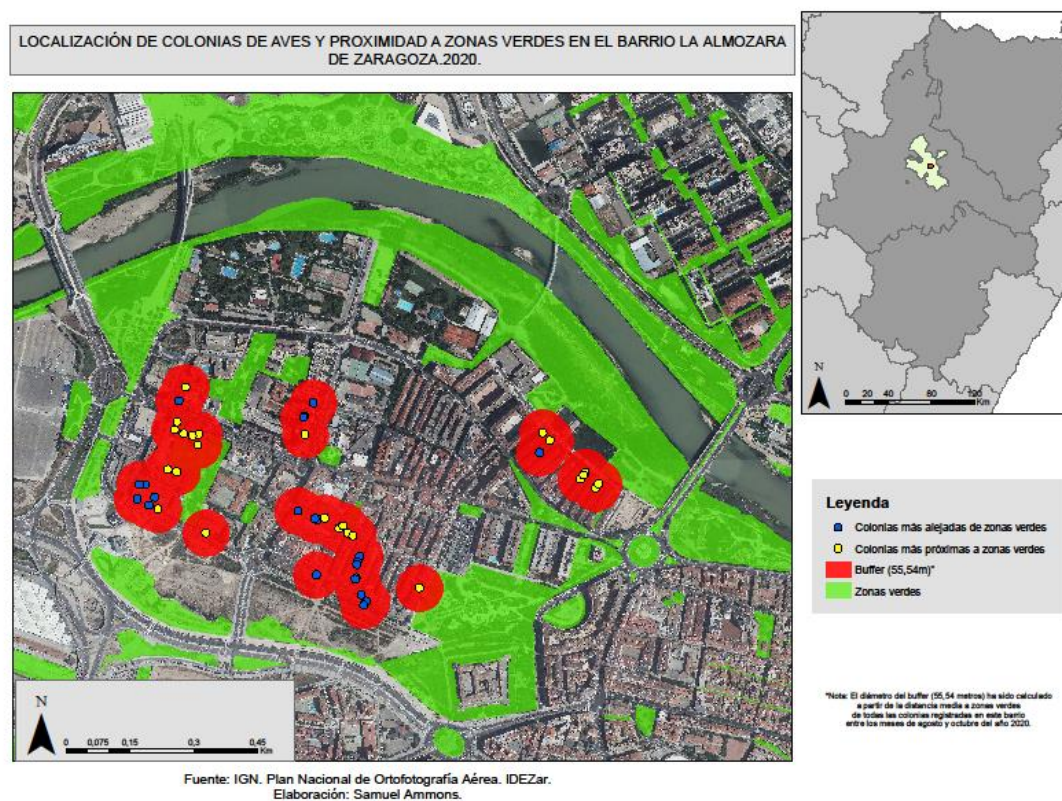 LOCALIZACIÓN DE COLONIAS DE AVES Y PROXIMIDAD A ZONAS VERDES EN EL BARRIO LA ALMOZARA
DE ZARAGOZA.2020.
N
0 20 40 80 120
Km
Leyenda
Colonias más alejadas de zonas verdes
Colonias más próximas a zonas verdes
Buffer (55,54m)*
Zonas verdes
*Nota: El diámetro del buffer (55,54 metros) ha sido calculado
a partir de la distancia media a zonas verdes
de todas las colonias registradas en este barrio
entre los meses de agosto y octubre del año 2020.
N
0 0,075 0,15 0,3 0,45
Km
Fuente: IGN. Plan Nacional de Ortofotografía Aérea. IDEZar.
Elaboración: Samuel Ammons.